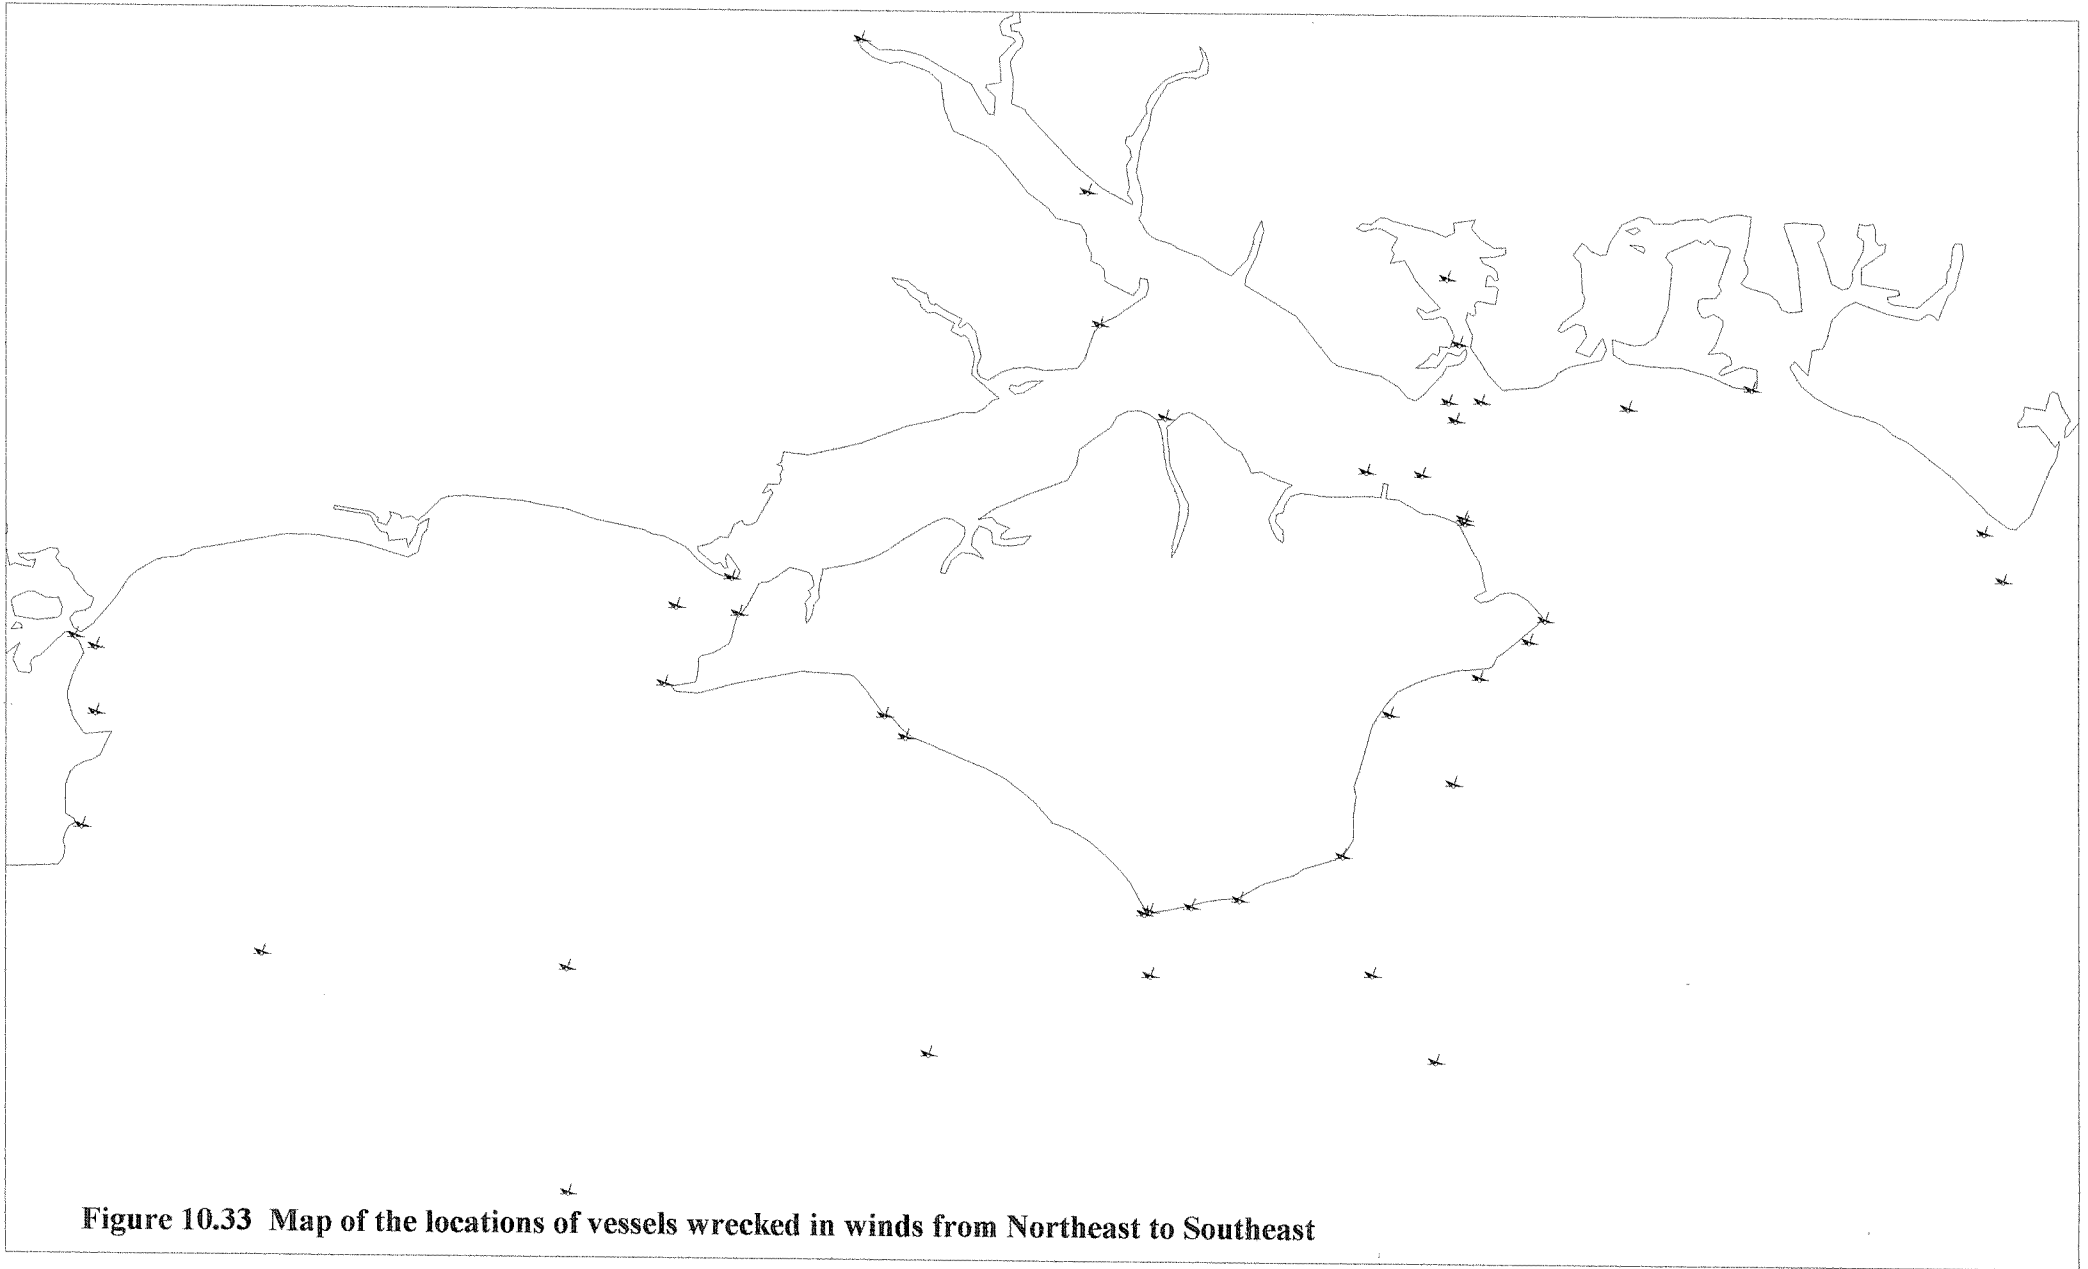 Figure 10.33 Map of the locations of vessels wrecked in winds from Northeast to Southeast